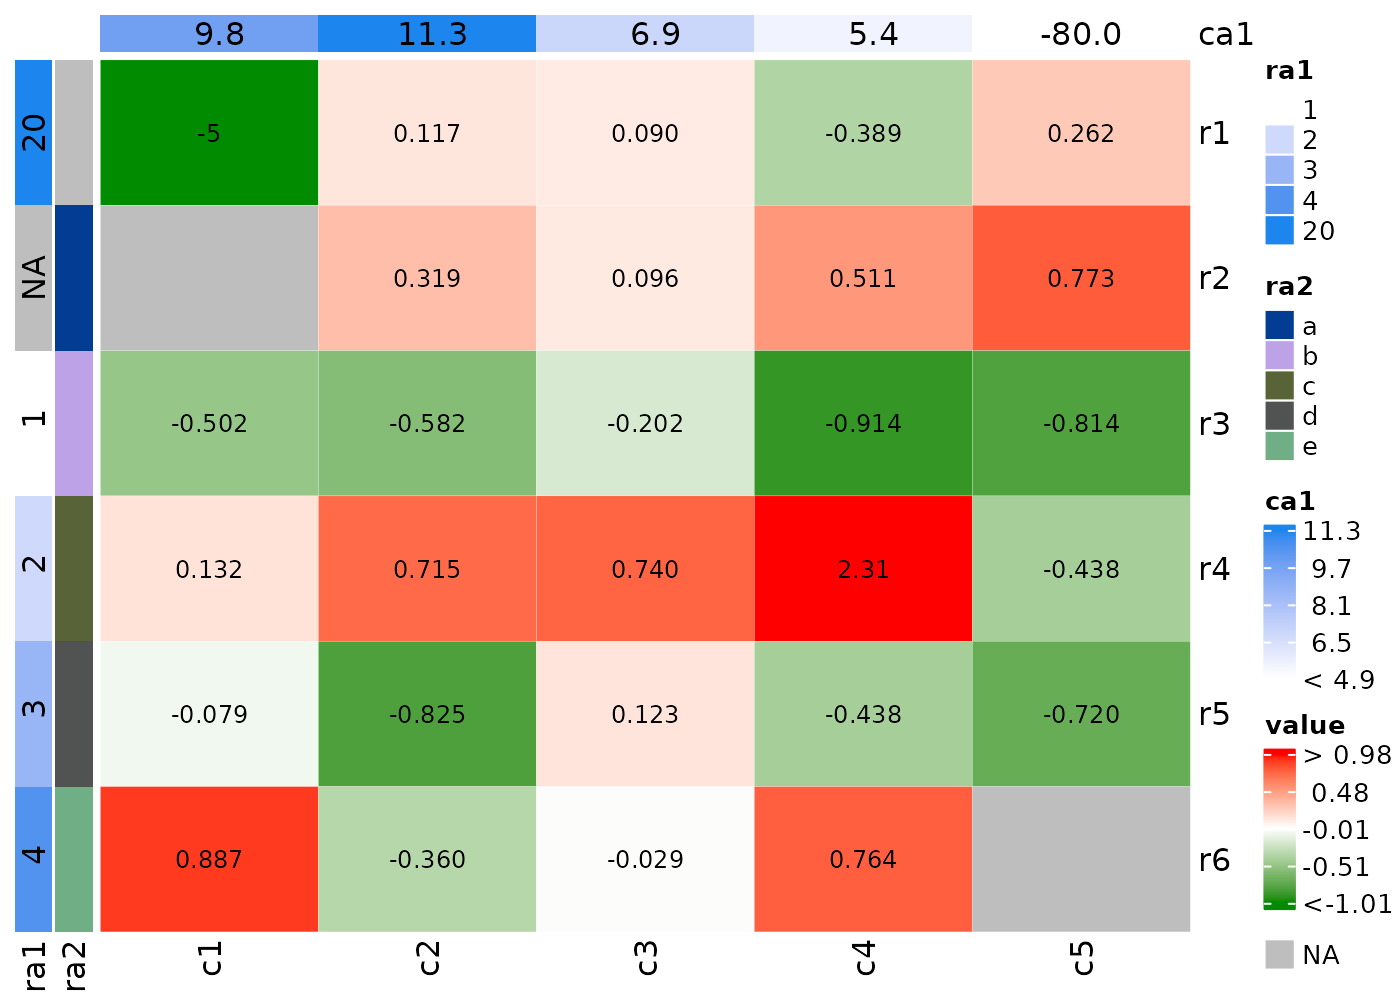 9.8 11.3 6.9 5.4 -80.0 ca1
20 -5 0.117 0.090 -0.389 0.262 r1
NA 0.319 0.096 0.511 0.773 r2
1 -0.502 -0.582 -0.202 -0.914 -0.814 r3
2 0.132 0.715 0.740 2.31 -0.438 r4
3 -0.079 -0.825 0.123 -0.438 -0.720 r5
4 0.887 -0.360 -0.029 0.764 r6
ra1 ra2 c1 c2 c3 c4 c5
ra1
1
2
3
4
20
ra2
a
b
c
d
e
ca1
11.3
9.7
8.1
6.5
< 4.9
value
> 0.98
0.48
-0.01
-0.51
<-1.01
NA